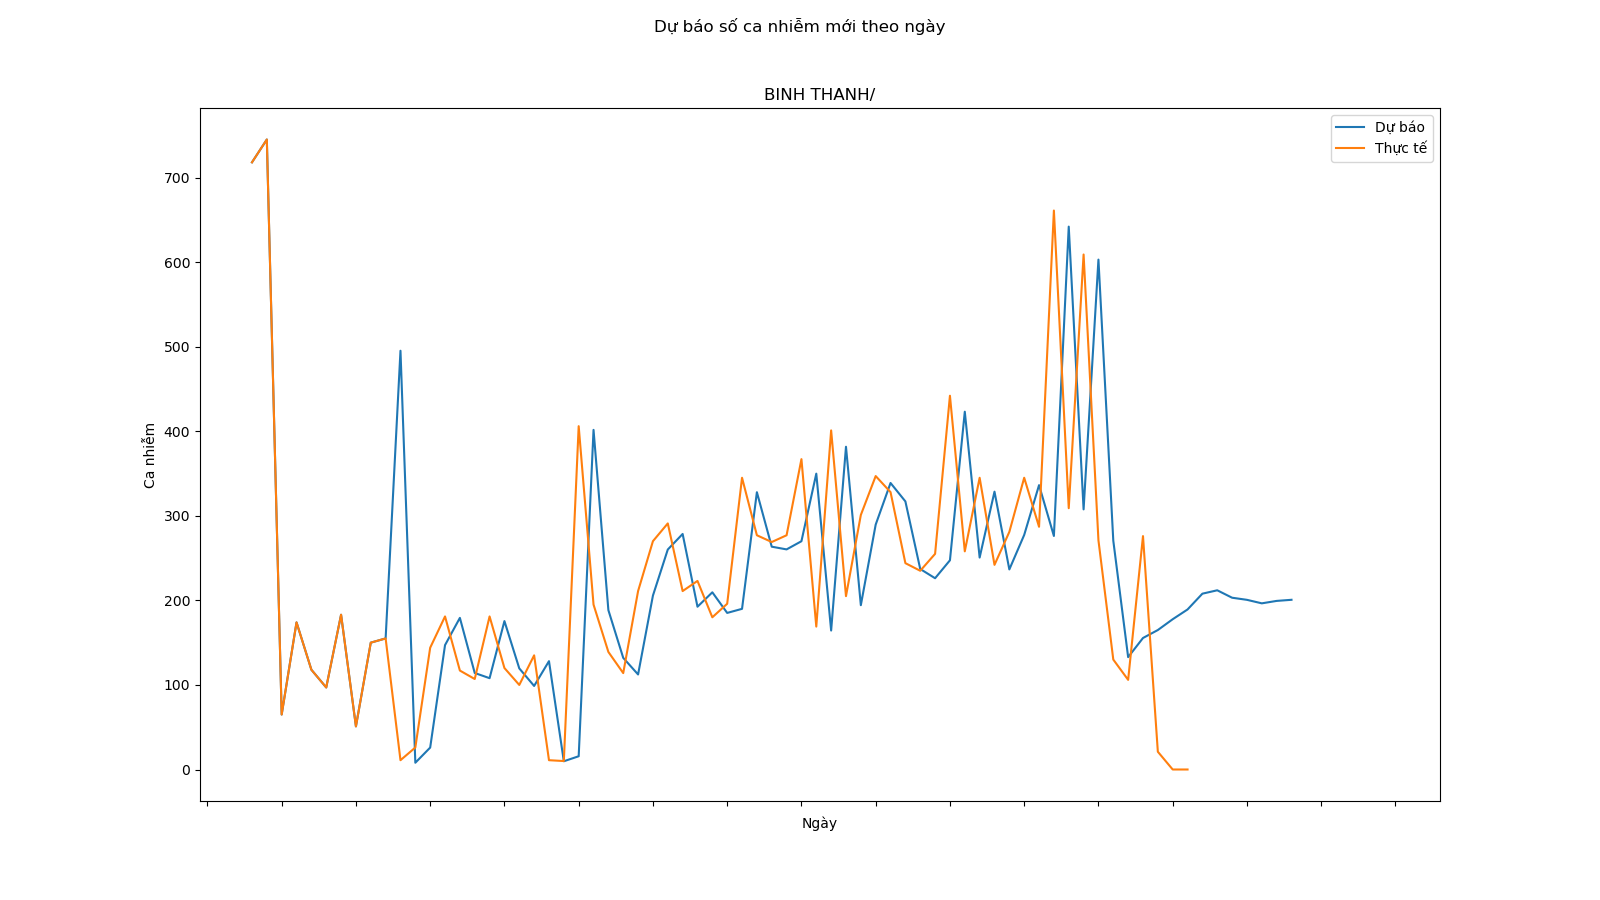 Dự báo số ca nhiễm mới theo ngày
BINH THANH/
Dự báo
Thực tế
700
600
500
400
300
200
100
0
Ca nhiễm
Ngày